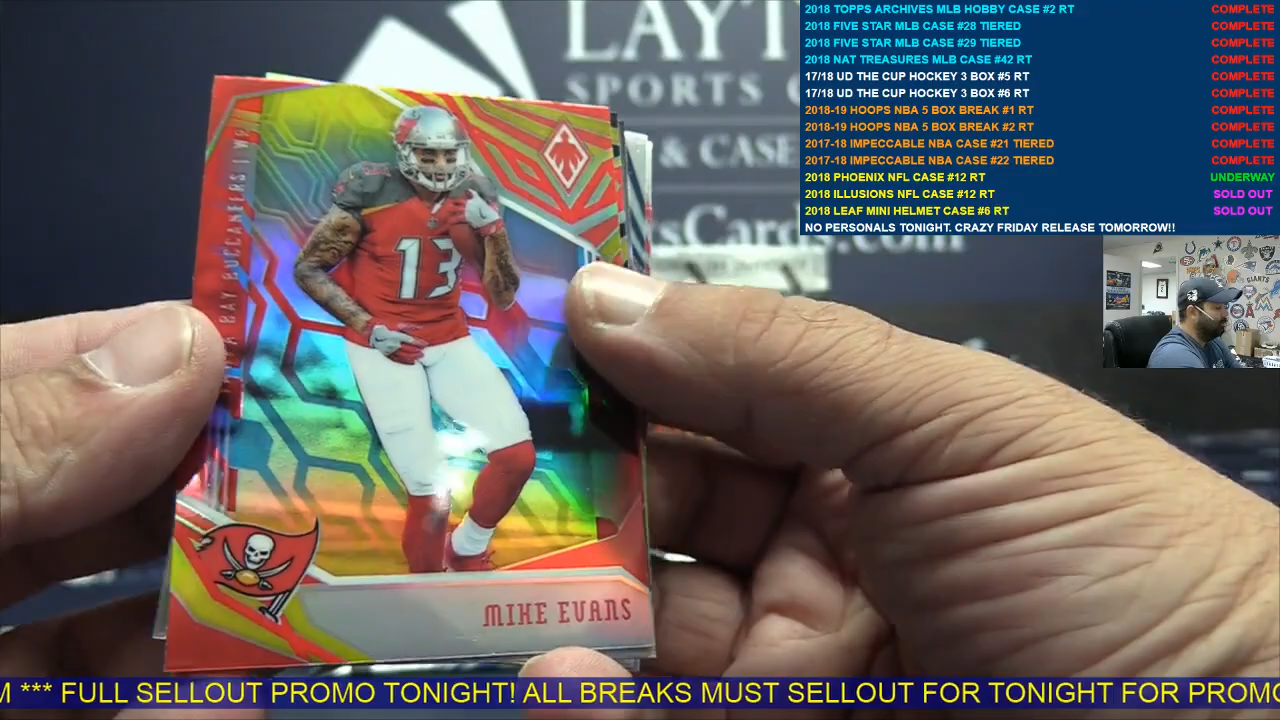 LAYT
SPORTS C
& CASE
sCards.com
2018 TOPPS ARCHIVES MLB HOBBY CASE #2 RT COMPLETE
2018 FIVE STAR MLB CASE #28 TIERED COMPLETE
2018 FIVE STAR MLB CASE #29 TIERED COMPLETE
2018 NAT TREASURES MLB CASE #42 RT COMPLETE
17/18 UD THE CUP HOCKEY 3 BOX #5 RT COMPLETE
17/18 UD THE CUP HOCKEY 3 BOX #6 RT COMPLETE
2018-19 HOOPS NBA 5 BOX BREAK #1 RT COMPLETE
2018-19 HOOPS NBA 5 BOX BREAK #2 RT COMPLETE
2017-18 IMPECCABLE NBA CASE #21 TIERED COMPLETE
2017-18 IMPECCABLE NBA CASE #22 TIERED COMPLETE
2018 PHOENIX NFL CASE #12 RT UNDERWAY
2018 ILLUSIONS NFL CASE #12 RT SOLD OUT
2018 LEAF MINI HELMET CASE #6 RT SOLD OUT
NO PERSONALS TONIGHT. CRAZY FRIDAY RELEASE TOMORROW!!
BAY BUCCANEERS | WR
13
MIKE EVANS
M *** FULL SELLOUT PROMO TONIGHT! ALL BREAKS MUST SELLOUT FOR TONIGHT FOR PROMO